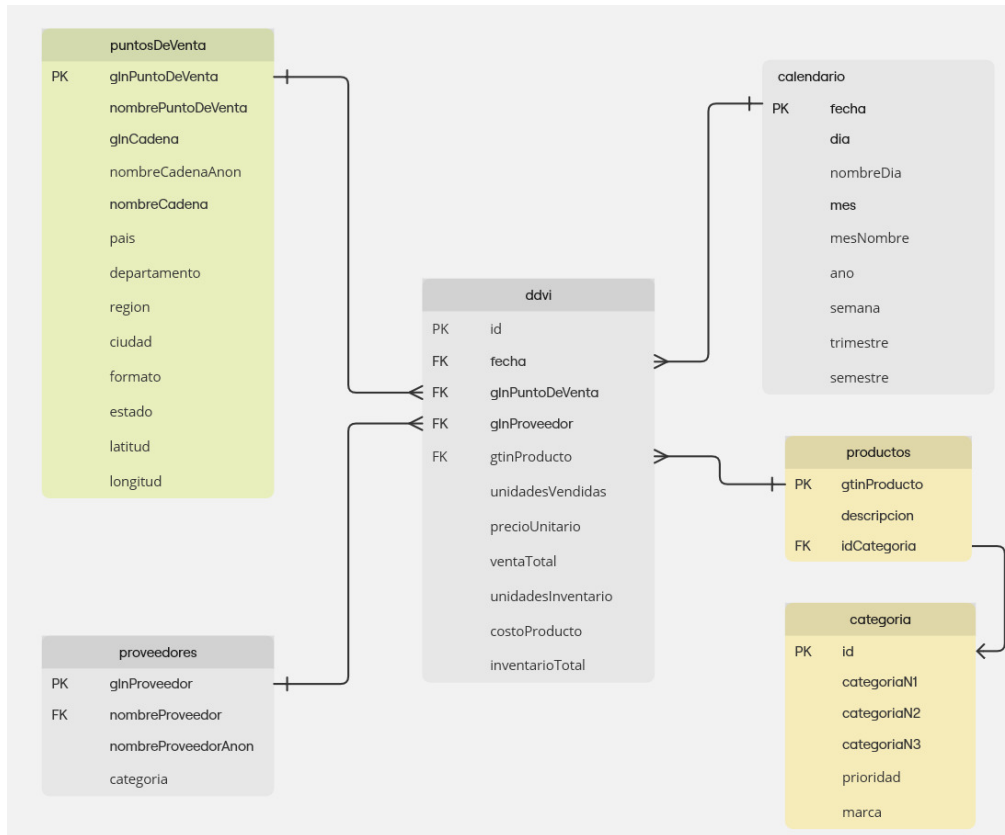 puntosDeVenta
PK glnPuntoDeVenta
nombrePuntoDeVenta
glnCadena
nombreCadenaAnon
nombreCadena
pais
departamento
region
ciudad
formato
estado
latitud
longitud
calendario
PK fecha
dia
nombreDia
mes
mesNombre
ano
semana
trimestre
semestre
ddvi
PK id
FK fecha
FK glnPuntoDeVenta
FK glnProveedor
FK gtinProducto
unidadesVendidas
precioUnitario
ventaTotal
unidadesInventario
costoProducto
inventarioTotal
productos
PK gtinProducto
descripcion
FK idCategoria
proveedores
PK glnProveedor
FK nombreProveedor
nombreProveedorAnon
categoria
categoria
PK id
categoriaN1
categoriaN2
categoriaN3
prioridad
marca